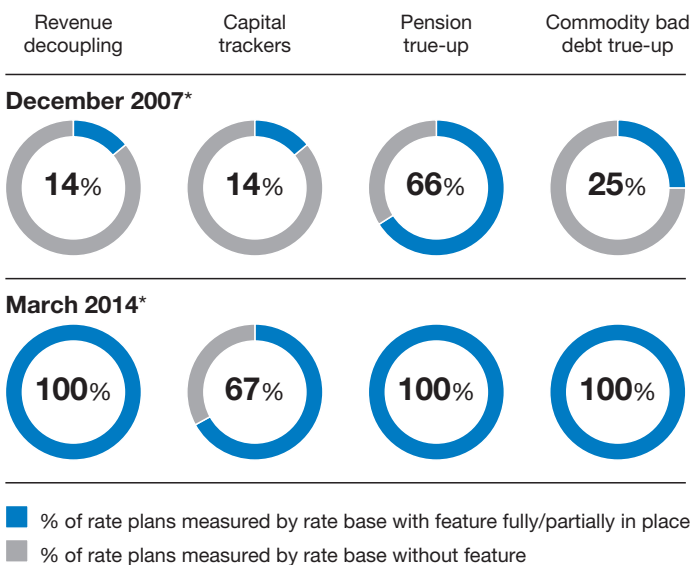 Revenue decoupling
Capital trackers
Pension true-up
Commodity bad debt true-up
December 2007*
14%
14%
66%
25%
March 2014*
100%
67%
100%
100%
% of rate plans measured by rate base with feature fully/partially in place
% of rate plans measured by rate base without feature